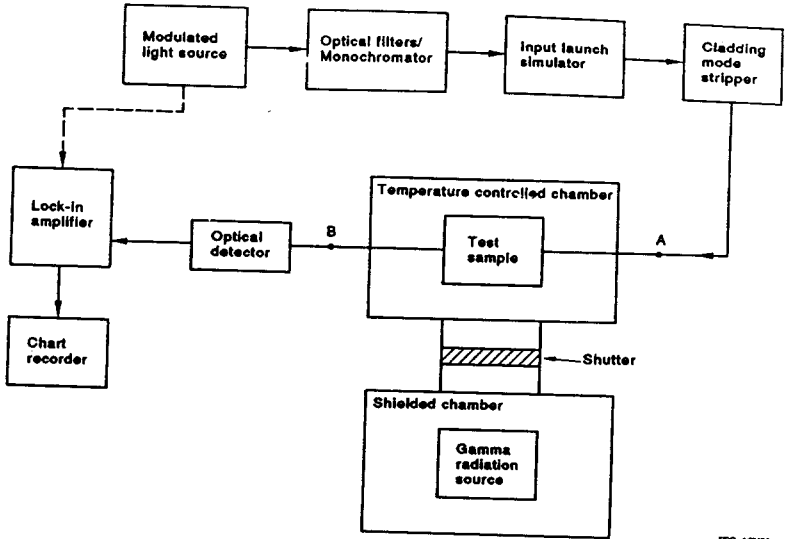 Modulated
light source
Optical filters/
Monochromator
Input launch
simulator
Cladding
mode
stripper
Lock-in
amplifier
Optical
detector
B
Temperature controlled chamber
Test
sample
A
Chart
recorder
Shutter
Shielded chamber
Gamma
radiation
source